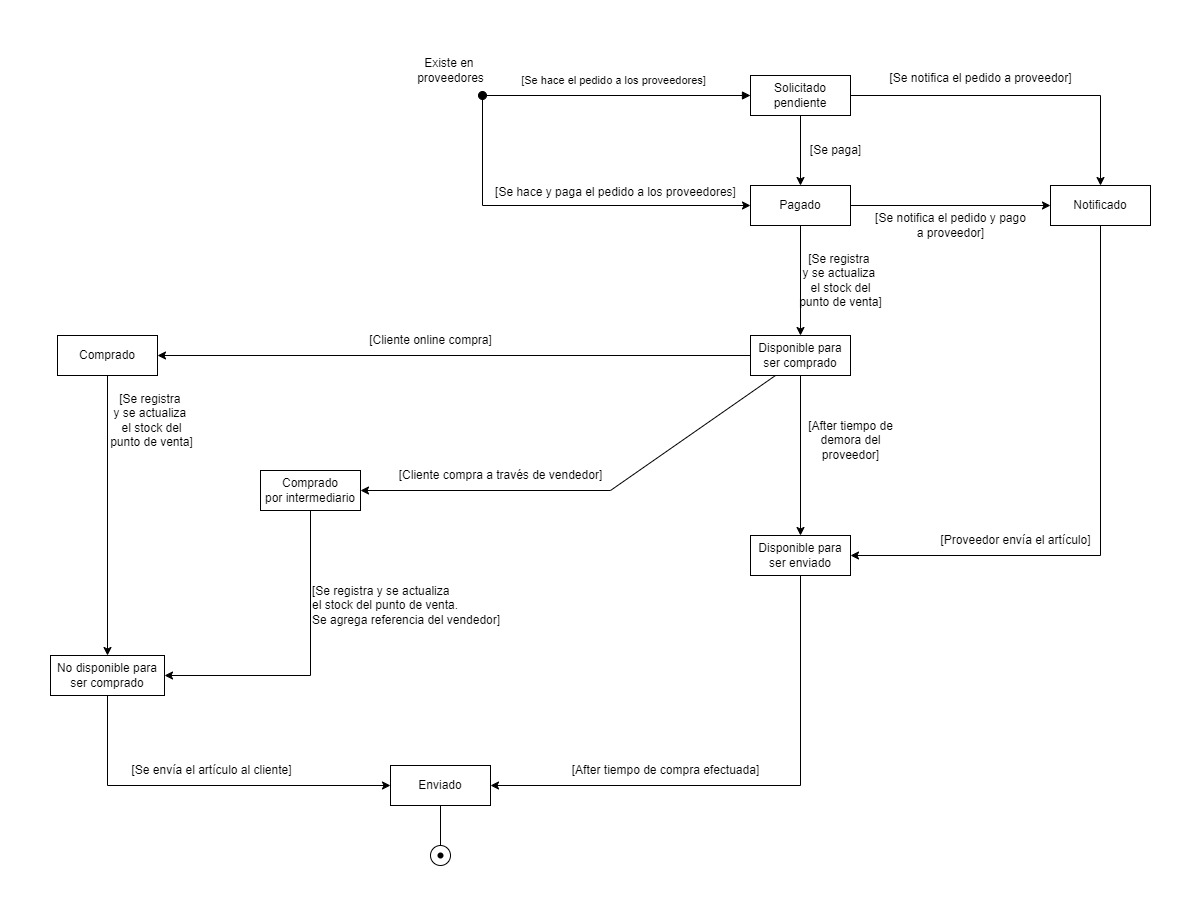 Existe en
proveedores
[Se hace el pedido a los proveedores]
Solicitado
pendiente
[Se notifica el pedido a proveedor]
[Se paga]
[Se hace y paga el pedido a los proveedores]
Pagado
[Se notifica el pedido y pago
a proveedor]
Notificado
[Se registra
y se actualiza
el stock del
punto de venta]
Comprado
[Cliente online compra]
Disponible para
ser comprado
[Se registra
y se actualiza
el stock del
punto de venta]
[After tiempo de
demora del
proveedor]
Comprado
por intermediario
[Cliente compra a través de vendedor]
Disponible para
ser enviado
[Proveedor envía el artículo]
[Se registra y se actualiza
el stock del punto de venta.
Se agrega referencia del vendedor]
No disponible para
ser comprado
[Se envía el artículo al cliente]
Enviado
[After tiempo de compra efectuada]